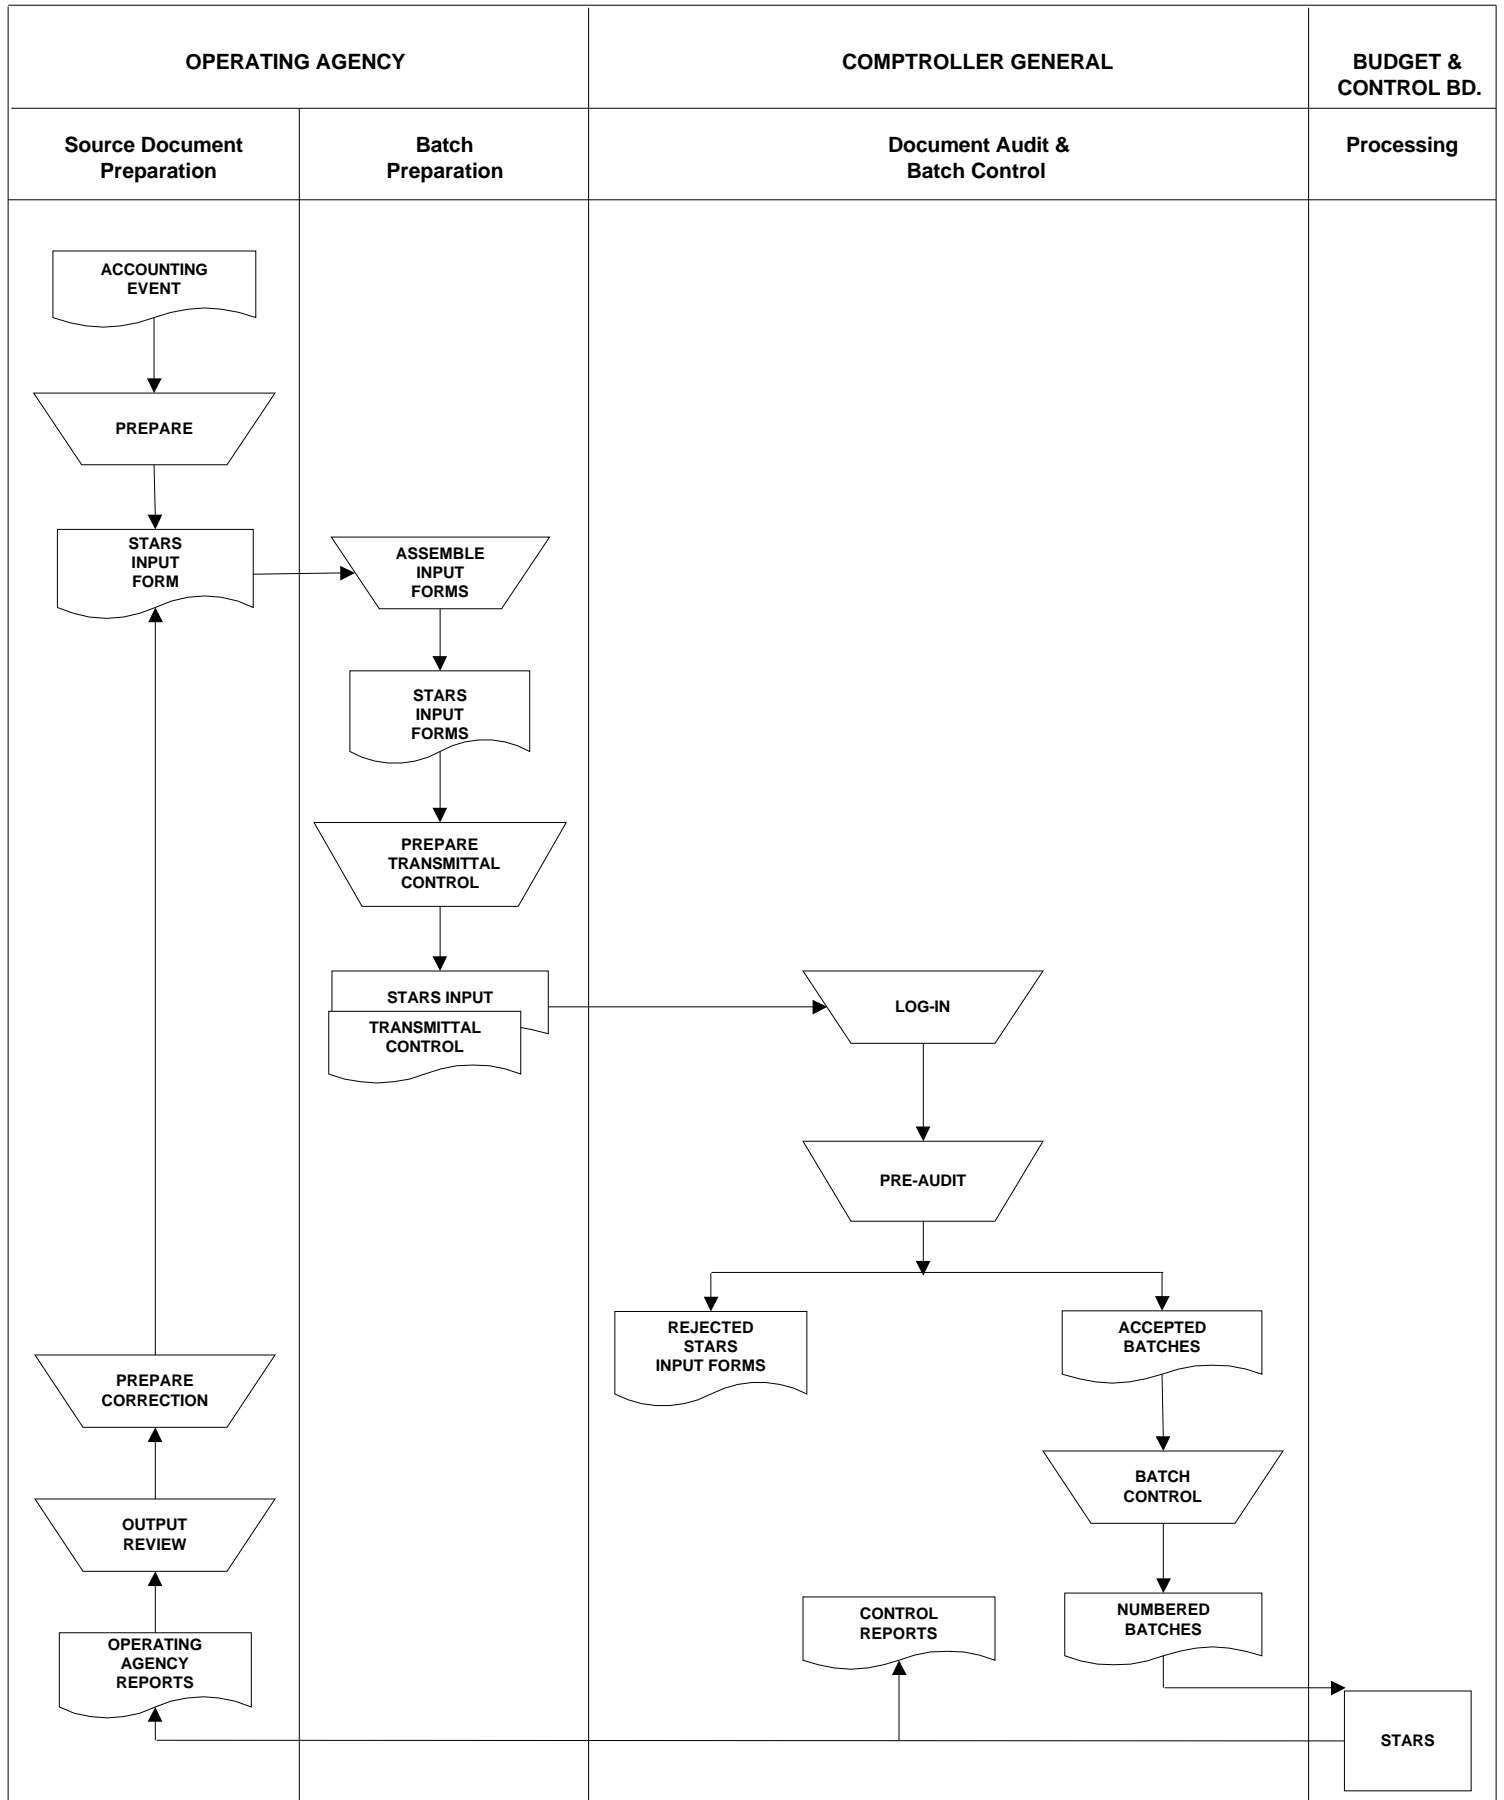 OPERATING AGENCY
COMPTROLLER GENERAL
BUDGET &
CONTROL BD.
Source Document
Preparation
Batch
Preparation
Document Audit &
Batch Control
Processing
ACCOUNTING
EVENT
PREPARE
STARS
INPUT
FORM
ASSEMBLE
INPUT
FORMS
STARS
INPUT
FORMS
PREPARE
TRANSMITTAL
CONTROL
STARS INPUT
TRANSMITTAL
CONTROL
LOG-IN
PRE-AUDIT
REJECTED
STARS
INPUT FORMS
ACCEPTED
BATCHES
PREPARE
CORRECTION
BATCH
CONTROL
OUTPUT
REVIEW
CONTROL
REPORTS
NUMBERED
BATCHES
OPERATING
AGENCY
REPORTS
STARS